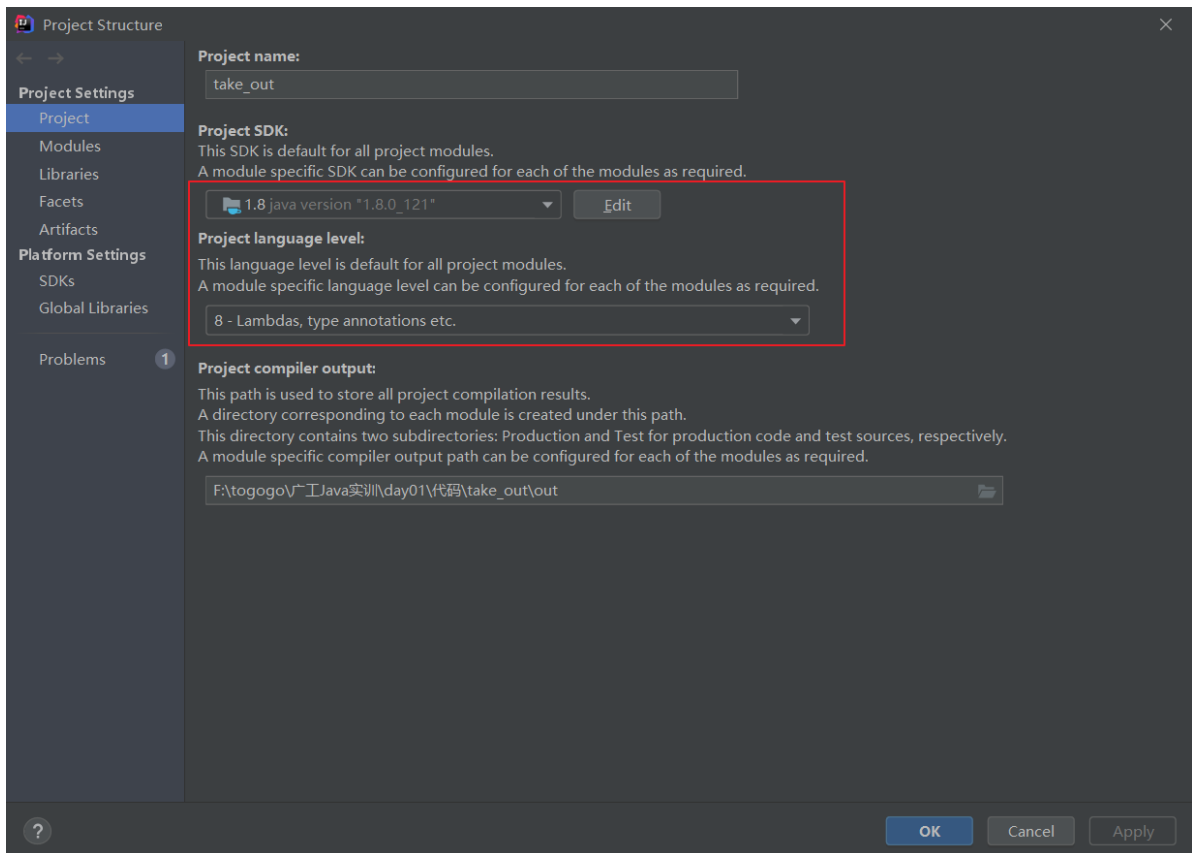 Project Structure
Project Settings
Project
Modules
Libraries
Facets
Artifacts
Platform Settings
SDKs
Global Libraries
Problems
1
Project name:
take_out
Project SDK:
This SDK is default for all project modules.
A module specific SDK can be configured for each of the modules as required.
1.8 java version "1.8.0_121"
Edit
Project language level:
This language level is default for all project modules.
A module specific language level can be configured for each of the modules as required.
8 - Lambdas, type annotations etc.
Project compiler output:
This path is used to store all project compilation results.
A directory corresponding to each module is created under this path.
This directory contains two subdirectories: Production and Test for production code and test sources, respectively.
A module specific compiler output path can be configured for each of the modules as required.
F:\togogo\广工Java实训\day01\代码\take_out\out
?
OK
Cancel
Apply